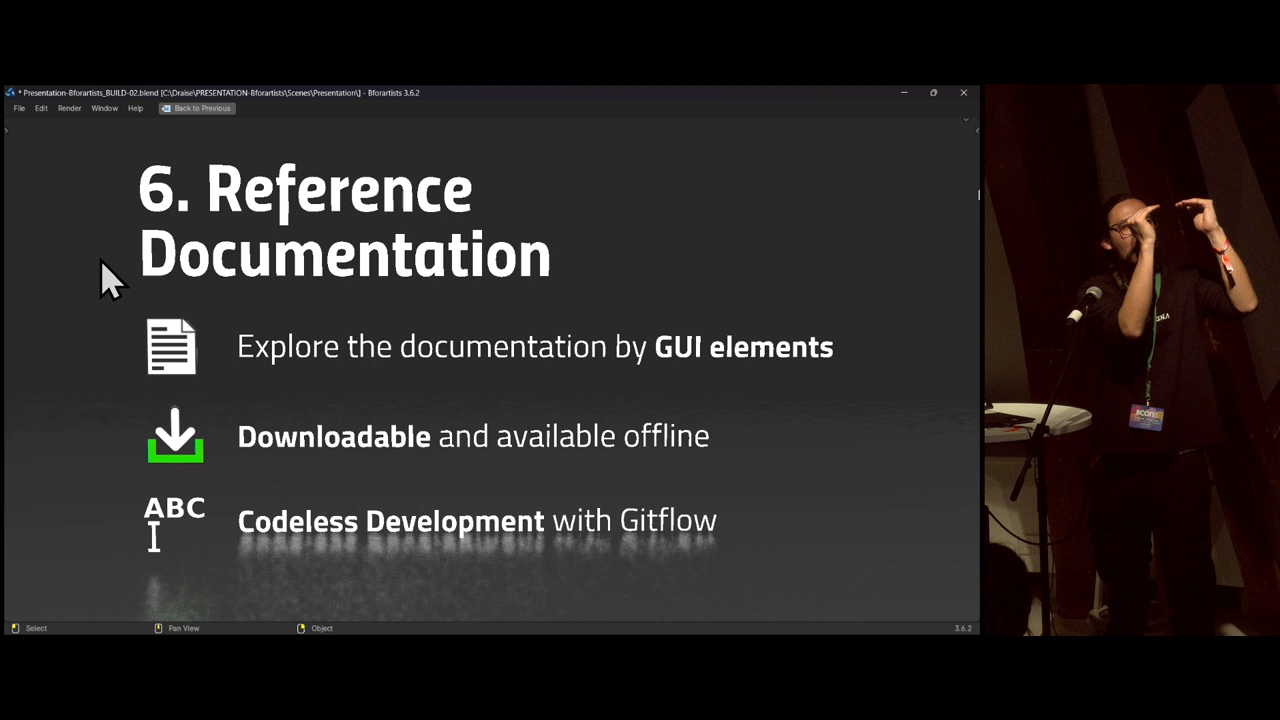 * Presentation-Bforartists_BUILD-02.blend [C:\Draise\PRESENTATION-Bforartists\Scenes\Presentation\] - Bforartists 3.6.2
File Edit Render Window Help Back to Previous
6. Reference
Documentation
Explore the documentation by GUI elements
Downloadable and available offline
ABC
Codeless Development with Gitflow
Select Pan View Object 3.6.2